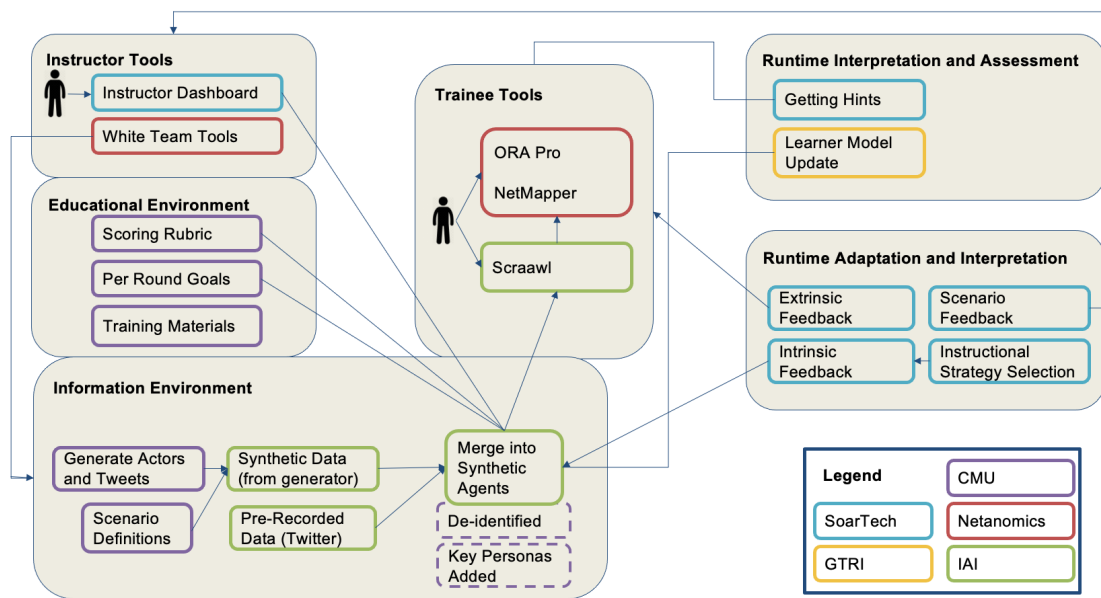 Instructor Tools
Instructor Dashboard
White Team Tools
Educational Environment
Scoring Rubric
Per Round Goals
Training Materials
Trainee Tools
ORA Pro
NetMapper
Scraawl
Runtime Interpretation and Assessment
Getting Hints
Learner Model
Update
Runtime Adaptation and Interpretation
Extrinsic
Feedback
Scenario
Feedback
Intrinsic
Feedback
Instructional
Strategy Selection
Information Environment
Generate Actors
and Tweets
Synthetic Data
(from generator)
Merge into
Synthetic
Agents
Scenario
Definitions
Pre-Recorded
Data (Twitter)
De-identified
Key Personas
Added
Legend
CMU
SoarTech
Netanomics
GTRI
IAI